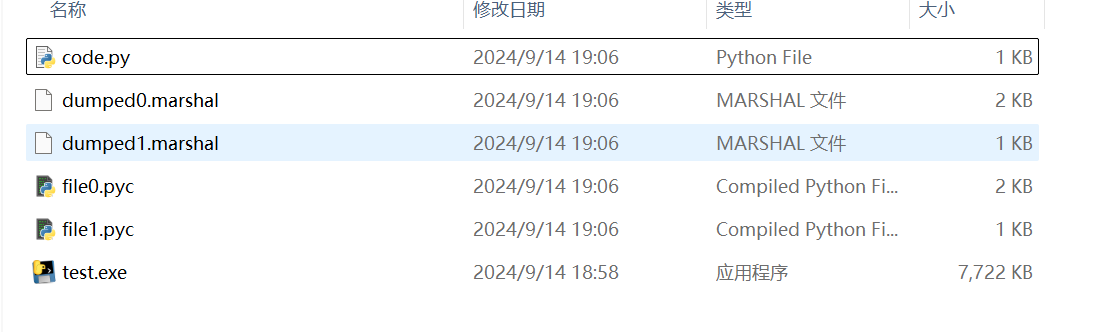 名称 修改日期 类型 大小
code.py 2024/9/14 19:06 Python File 1 KB
dumped0.marshal 2024/9/14 19:06 MARSHAL 文件 2 KB
dumped1.marshal 2024/9/14 19:06 MARSHAL 文件 1 KB
file0.pyc 2024/9/14 19:06 Compiled Python Fi... 2 KB
file1.pyc 2024/9/14 19:06 Compiled Python Fi... 1 KB
test.exe 2024/9/14 18:58 应用程序 7,722 KB